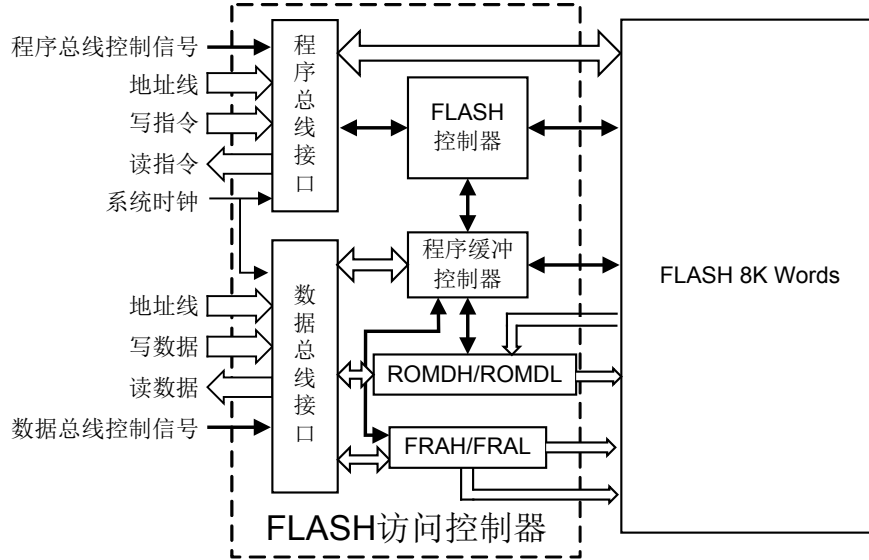 程序总线控制信号
地址线
写指令
读指令
系统时钟
程序总线接口
FLASH
控制器
程序缓冲
控制器
FLASH 8K Words
地址线
写数据
读数据
数据总线控制信号
数据总线接口
ROMDH/ROMDL
FRAH/FRAL
FLASH访问控制器